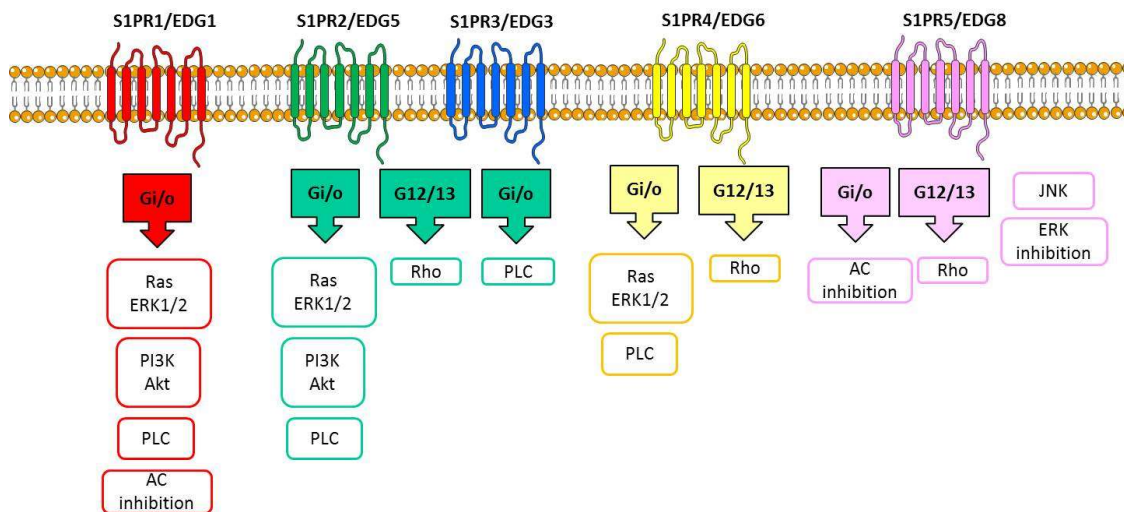 S1PR1/EDG1
S1PR2/EDG5
S1PR3/EDG3
S1PR4/EDG6
S1PR5/EDG8
Gi/o
Ras
ERK1/2
PI3K
Akt
PLC
AC
inhibition
Gi/o
Ras
ERK1/2
PI3K
Akt
PLC
G12/13
Rho
Gi/o
PLC
Gi/o
Ras
ERK1/2
PLC
G12/13
Rho
Gi/o
AC
inhibition
G12/13
Rho
JNK
ERK
inhibition